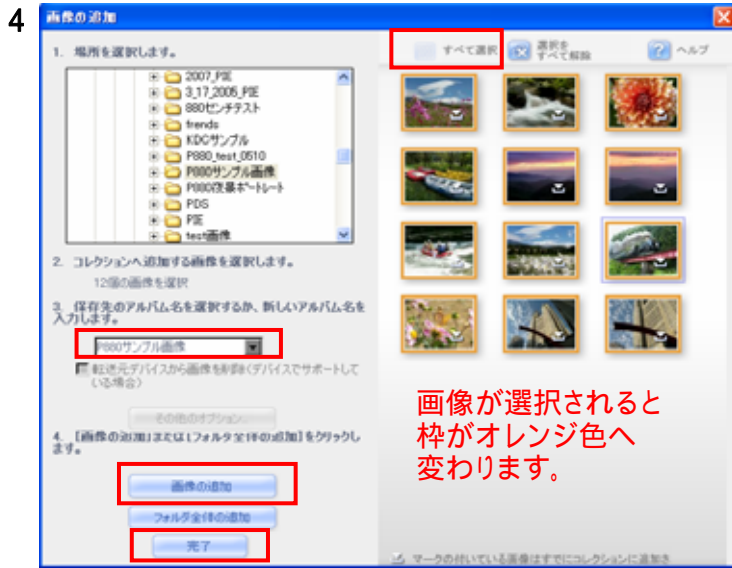 4
画像の追加
1. 場所を選択します。
2007_PIE
3_17_2005_PIE
880センチテスト
frends
KDCサンプル
P880_test_0510
P880サンプル画像
P880夜景ポートレート
PDS
PIE
test画像
2. コレクションへ追加する画像を選択します。
12個の画像を選択
3. 保存先のアルバム名を選択するか、新しいアルバム名を
入力します。
P880サンプル画像
転送元デバイスから画像を削除(デバイスでサポートして
いる場合)
その他のオプション...
4. [画像の追加]または[フォルダ全体の追加]をクリックし
ます。
画像の追加
フォルダ全体の追加
完了
すべて選択
選択を
すべて解除
ヘルプ
画像が選択されると
枠がオレンジ色へ
変わります。
マークの付いている画像はすでにコレクションに追加さ